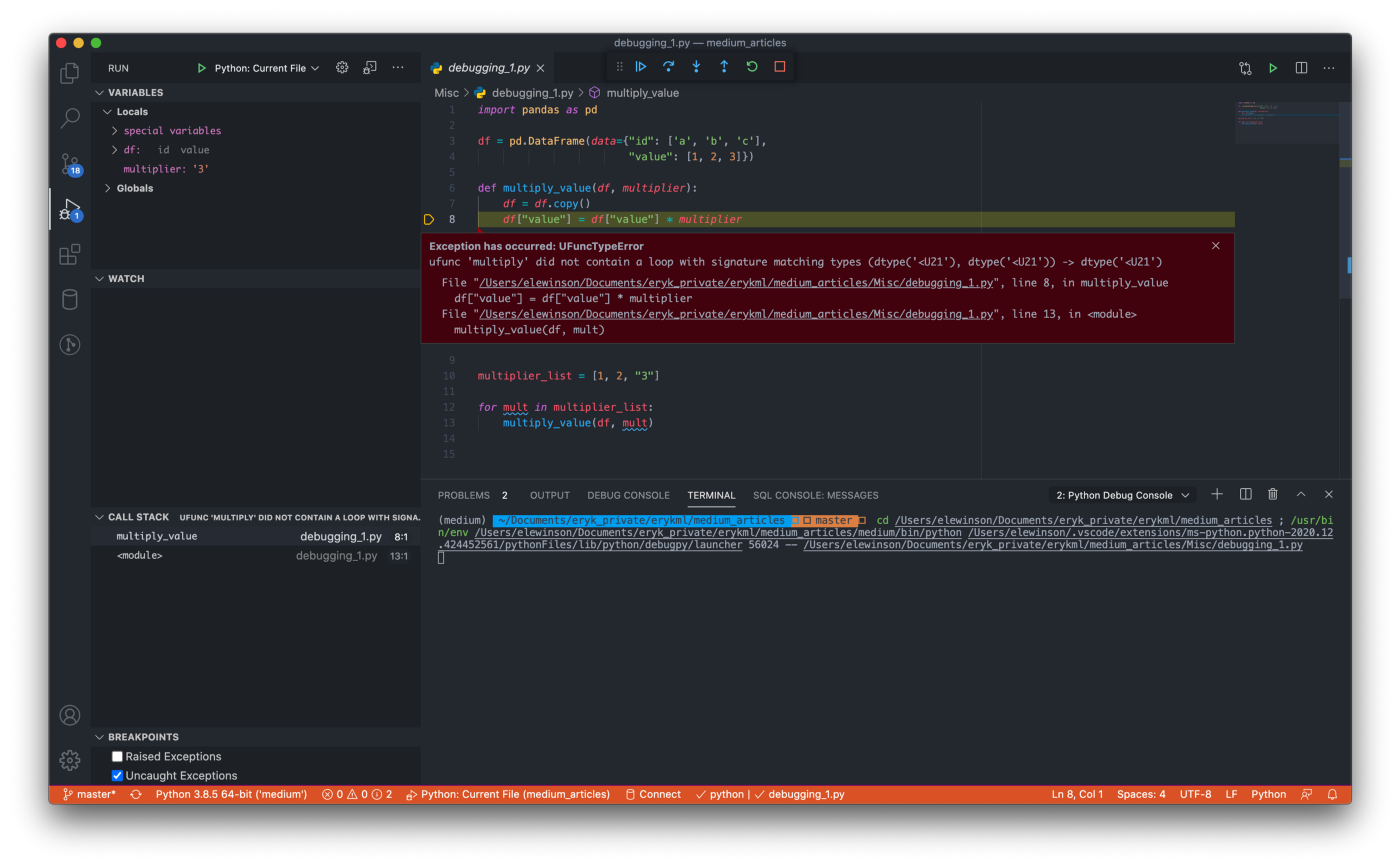 debugging_1.py — medium_articles
RUN
Python: Current File
VARIABLES
Locals
special variables
df: id value
multiplier: '3'
Globals
WATCH
CALL STACK UFUNC 'MULTIPLY' DID NOT CONTAIN A LOOP WITH SIGNA.
multiply_value debugging_1.py 8:1
<module> debugging_1.py 13:1
BREAKPOINTS
Raised Exceptions
Uncaught Exceptions
18
1
debugging_1.py
Misc > debugging_1.py > multiply_value
1 import pandas as pd
2
3 df = pd.DataFrame(data={"id": ['a', 'b', 'c'],
4 "value": [1, 2, 3]})
5
6 def multiply_value(df, multiplier):
7 df = df.copy()
8 df["value"] = df["value"] * multiplier
Exception has occurred: UFuncTypeError
ufunc 'multiply' did not contain a loop with signature matching types (dtype('<U21'), dtype('<U21')) -> dtype('<U21')
File "/Users/elewinson/Documents/eryk_private/erykml/medium_articles/Misc/debugging_1.py", line 8, in multiply_value
df["value"] = df["value"] * multiplier
File "/Users/elewinson/Documents/eryk_private/erykml/medium_articles/Misc/debugging_1.py", line 13, in <module>
multiply_value(df, mult)
9
10 multiplier_list = [1, 2, "3"]
11
12 for mult in multiplier_list:
13 multiply_value(df, mult)
14
15
PROBLEMS 2 OUTPUT DEBUG CONSOLE TERMINAL SQL CONSOLE: MESSAGES 2: Python Debug Console
(medium) ~/Documents/eryk_private/erykml/medium_articles master cd /Users/elewinson/Documents/eryk_private/erykml/medium_articles ; /usr/bi
n/env /Users/elewinson/Documents/eryk_private/erykml/medium_articles/medium/bin/python /Users/elewinson/.vscode/extensions/ms-python.python-2020.12
.424452561/pythonFiles/lib/python/debugpy/launcher 56024 -- /Users/elewinson/Documents/eryk_private/erykml/medium_articles/Misc/debugging_1.py
master* Python 3.8.5 64-bit ('medium') 0 0 2 Python: Current File (medium_articles) Connect python | debugging_1.py Ln 8, Col 1 Spaces: 4 UTF-8 LF Python